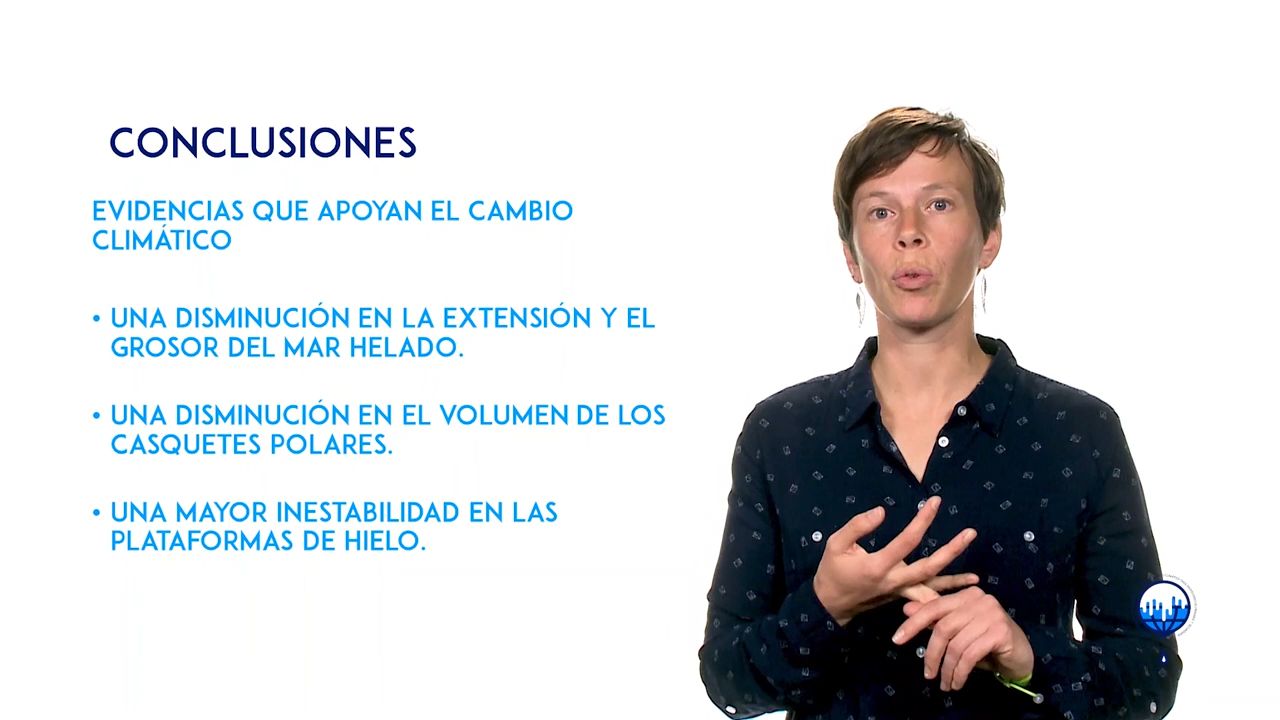 CONCLUSIONES
EVIDENCIAS QUE APOYAN EL CAMBIO
CLIMÁTICO
• UNA DISMINUCIÓN EN LA EXTENSIÓN Y EL
GROSOR DEL MAR HELADO.
• UNA DISMINUCIÓN EN EL VOLUMEN DE LOS
CASQUETES POLARES.
• UNA MAYOR INESTABILIDAD EN LAS
PLATAFORMAS DE HIELO.